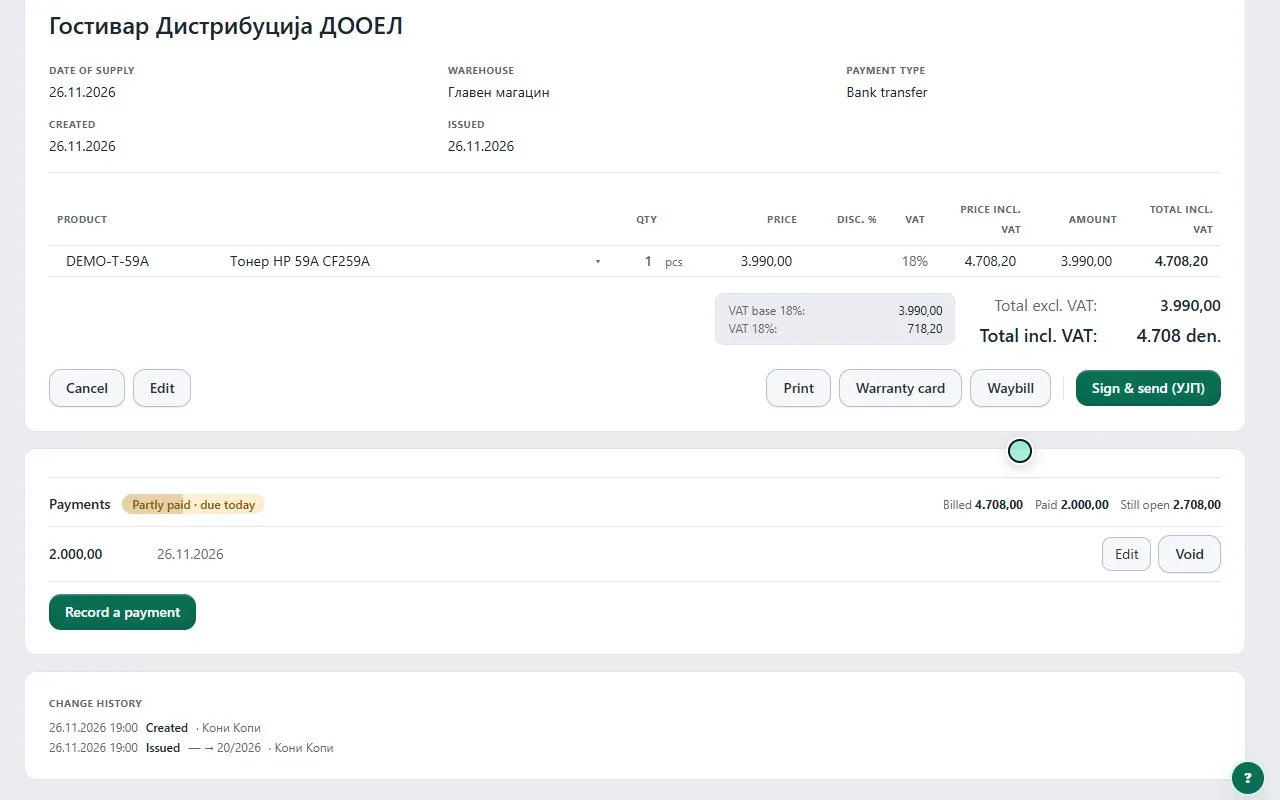 Гостивар Дистрибуција ДООЕЛ
DATE OF SUPPLY WAREHOUSE PAYMENT TYPE
26.11.2026 Главен магацин Bank transfer
CREATED ISSUED
26.11.2026 26.11.2026
PRODUCT QTY PRICE DISC. % VAT PRICE INCL. VAT AMOUNT TOTAL INCL. VAT
DEMO-T-59A Тонер HP 59A CF259A 1 pcs 3.990,00 18% 4.708,20 3.990,00 4.708,20
VAT base 18%: 3.990,00 Total excl. VAT: 3.990,00
VAT 18%: 718,20 Total incl. VAT: 4.708 den.
Cancel Edit Print Warranty card Waybill Sign & send (УЈП)
Payments Partly paid · due today Billed 4.708,00 Paid 2.000,00 Still open 2.708,00
2.000,00 26.11.2026 Edit Void
Record a payment
CHANGE HISTORY
26.11.2026 19:00 Created · Кони Копи
26.11.2026 19:00 Issued — → 20/2026 · Кони Копи
?